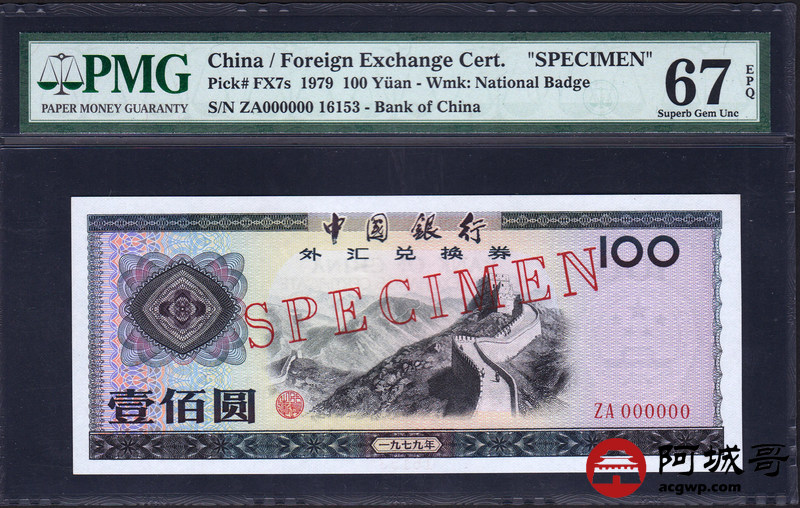 PMG
PAPER MONEY GUARANTY
China / Foreign Exchange Cert. "SPECIMEN"
Pick# FX7s 1979 100 Yüan - Wmk: National Badge
S/N ZA000000 16153 - Bank of China
67 EPQ
Superb Gem Unc
中國銀行
外汇兑换券
100
SPECIMEN
壹佰圆
ZA 000000
一九七九年
阿城哥
acgwp.com